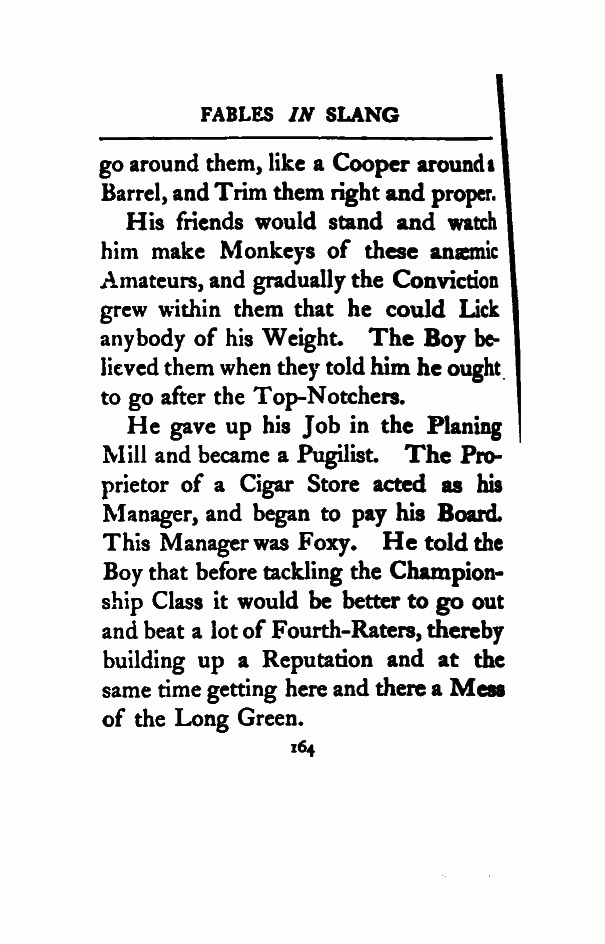 FABLES IN SLANG
go around them, like a Cooper around a
Barrel, and Trim them right and proper.
His friends would stand and watch
him make Monkeys of these anæmic
Amateurs, and gradually the Conviction
grew within them that he could Lick
anybody of his Weight. The Boy be-
lieved them when they told him he ought
to go after the Top-Notchers.
He gave up his Job in the Planing
Mill and became a Pugilist. The Pro-
prietor of a Cigar Store acted as his
Manager, and began to pay his Board.
This Manager was Foxy. He told the
Boy that before tackling the Champion-
ship Class it would be better to go out
and beat a lot of Fourth-Raters, thereby
building up a Reputation and at the
same time getting here and there a Mess
of the Long Green.
164